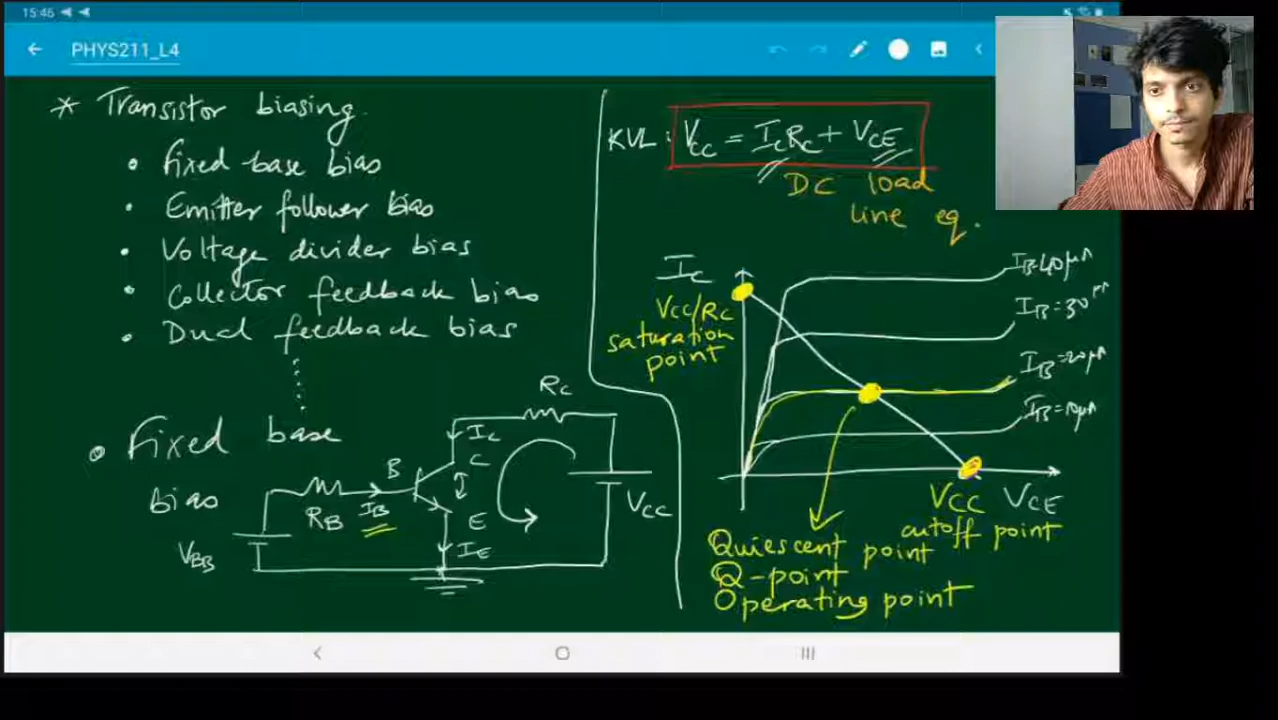 15:46
PHYS211_L4
* Transistor biasing.
• Fixed base bias
• Emitter follower bias
• Voltage divider bias
• Collector feedback bias
• Dual feedback bias
• Fixed base
bias
RC
IC
C
B
RB
IB
E
IE
VBB
VCC
KVL: VCC = ICRC + VCE
DC load
line eq.
IC
VCC/RC
saturation
point
IB=40μA
IB=30μA
IB=20μA
IB=10μA
VCC VCE
cutoff point
Quiescent point
Q-point
Operating point